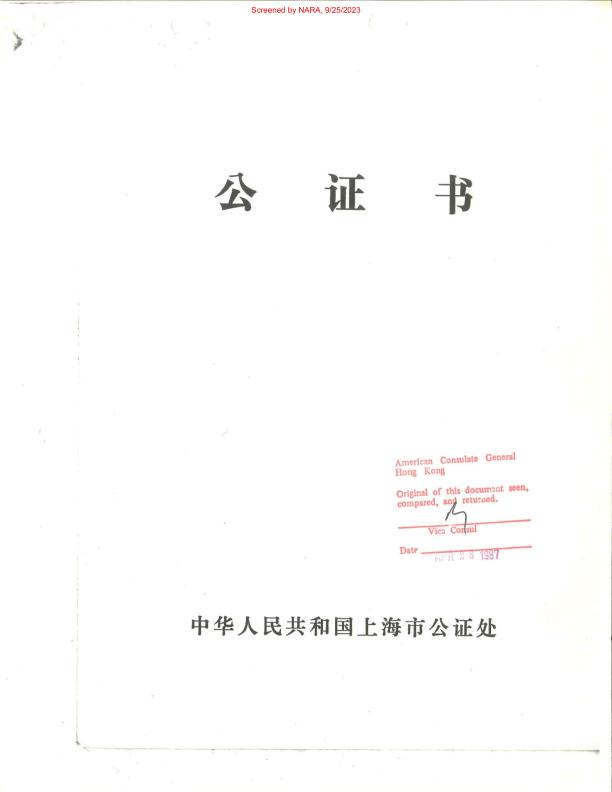 Screened by NARA, 9/25/2023
公证书
American Consulate General
Hong Kong
Original of this document seen,
compared, and returned.
Vice Consul
Date 28 1987
中华人民共和国上海市公证处